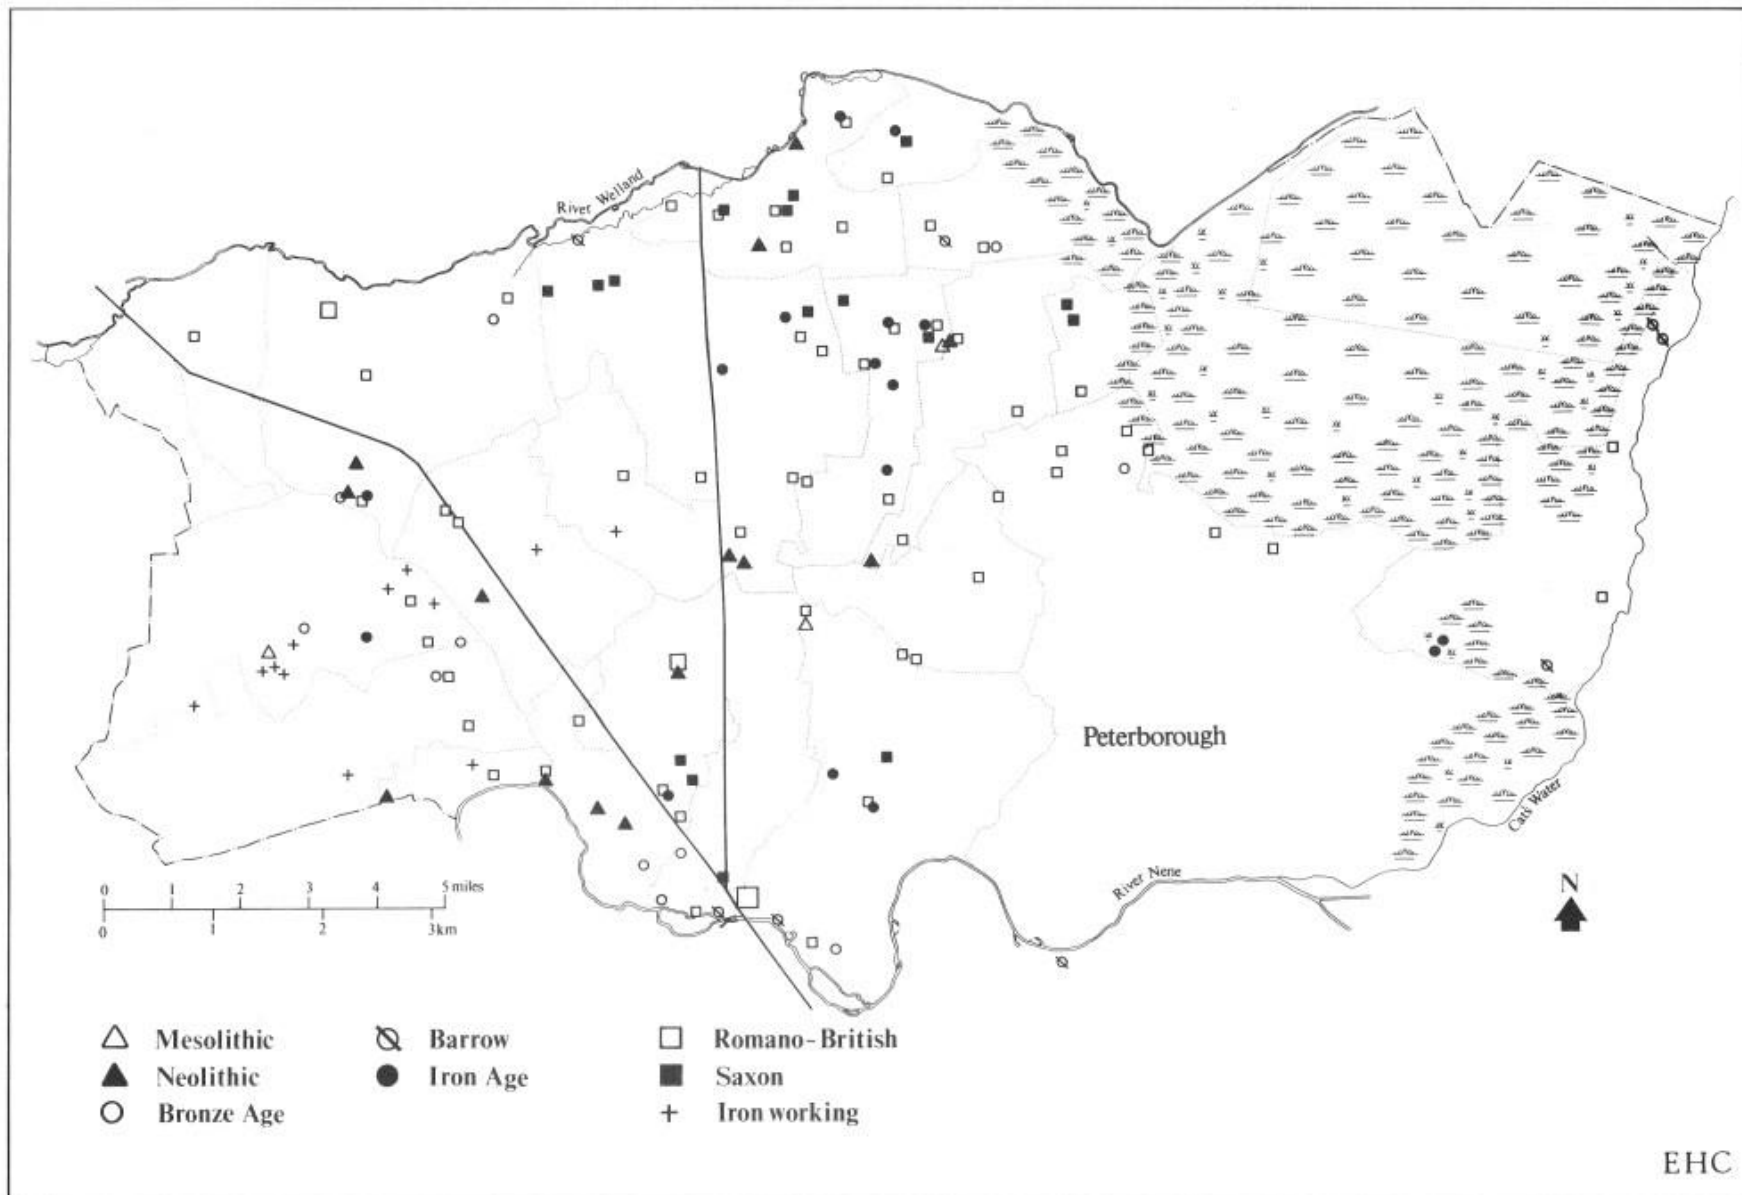 River Welland
Peterborough
Cats Water
River Nene
N
0 1 2 3 4 5 miles
0 1 2 3km
Mesolithic
Barrow
Romano-British
Neolithic
Iron Age
Saxon
Bronze Age
Iron working
EHC